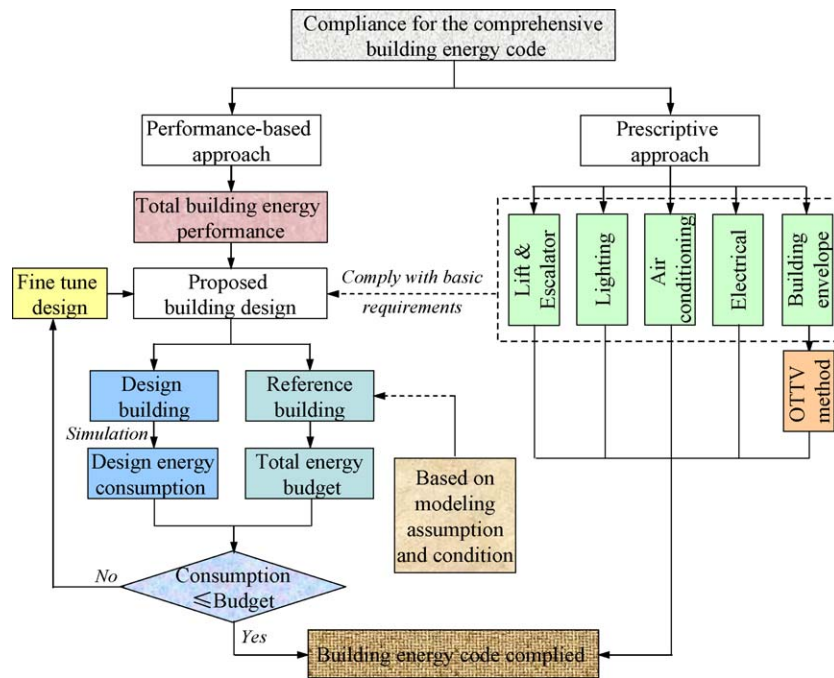 Compliance for the comprehensive
building energy code
Performance-based
approach
Prescriptive
approach
Total building energy
performance
Lift &
Escalator
Lighting
Air
conditioning
Electrical
Building
envelope
Fine tune
design
Proposed
building design
Comply with basic
requirements
OTTV
method
Design
building
Reference
building
Simulation
Design energy
consumption
Total energy
budget
Based on
modeling
assumption
and condition
No
Consumption
≤Budget
Yes
Building energy code complied